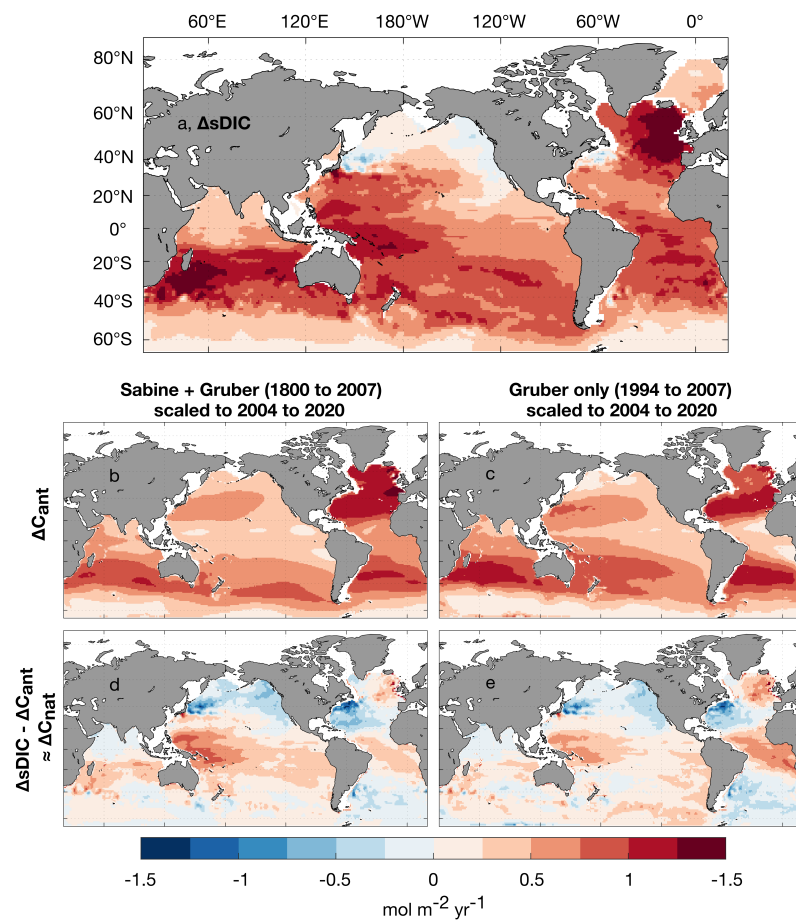 60°E 120°E 180°W 120°W 60°W 0°
80°N
60°N
a, ΔsDIC
40°N
20°N
0°
20°S
40°S
60°S
Sabine + Gruber (1800 to 2007)
scaled to 2004 to 2020
Gruber only (1994 to 2007)
scaled to 2004 to 2020
ΔCant
b
c
ΔsDIC - ΔCant
≈ ΔCnat
d
e
-1.5 -1 -0.5 0 0.5 1 -1.5
mol m-2 yr-1